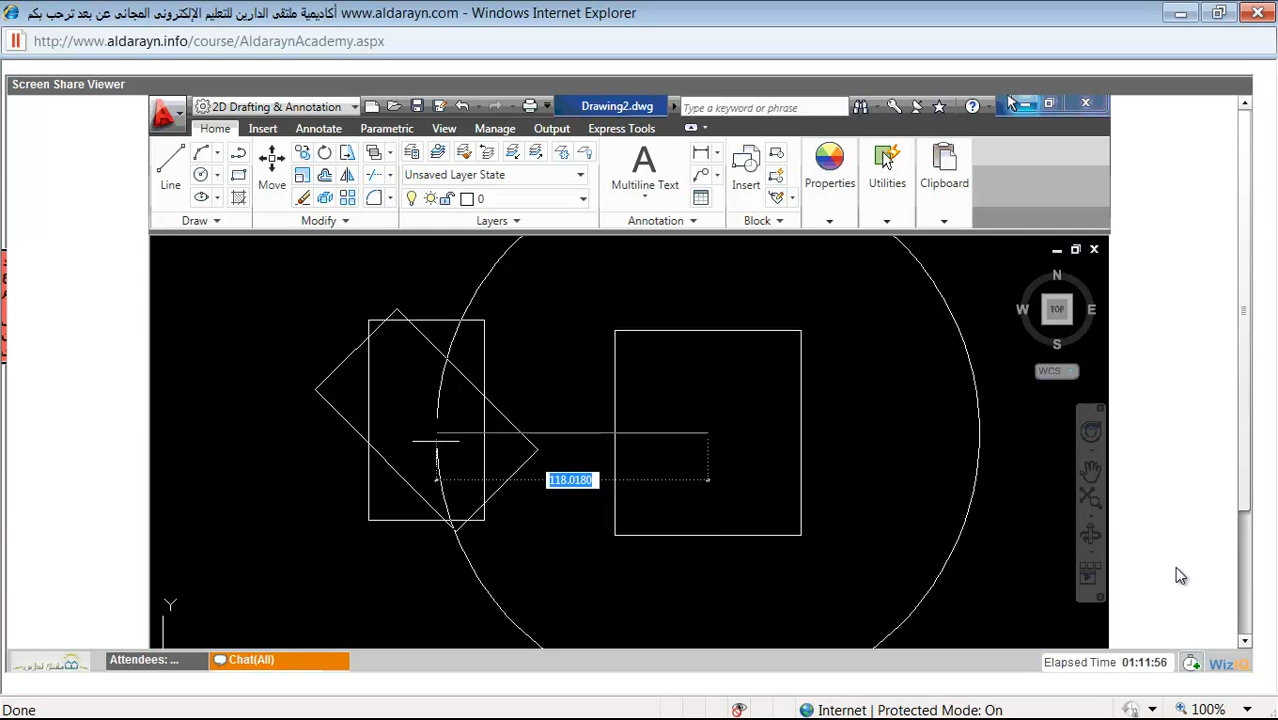 أكاديمية ملتقى الدارين للتعليم الإلكترونى المجانى عن بعد ترحب بكم www.aldarayn.com - Windows Internet Explorer
http://www.aldarayn.info/course/AldaraynAcademy.aspx
Screen Share Viewer
2D Drafting & Annotation
Drawing2.dwg
Type a keyword or phrase
Home Insert Annotate Parametric View Manage Output Express Tools
Line
Move
Unsaved Layer State
0
A
Multiline Text
Insert
Properties
Utilities
Clipboard
Draw
Modify
Layers
Annotation
Block
N
W TOP E
S
WCS
118.0180
Y
Attendees: ...
Chat(All)
Elapsed Time 01:11:56
WizIQ
Done
Internet | Protected Mode: On
100%